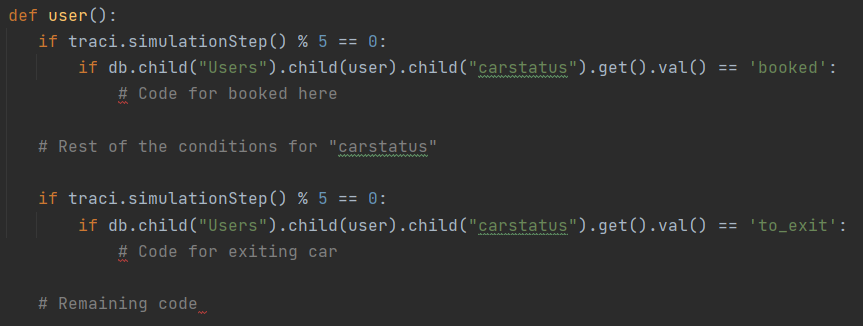 def user():
    if traci.simulationStep() % 5 == 0:
        if db.child("Users").child(user).child("carstatus").get().val() == 'booked':
            # Code for booked here
    # Rest of the conditions for "carstatus"
    if traci.simulationStep() % 5 == 0:
        if db.child("Users").child(user).child("carstatus").get().val() == 'to_exit':
            # Code for exiting car
    # Remaining code